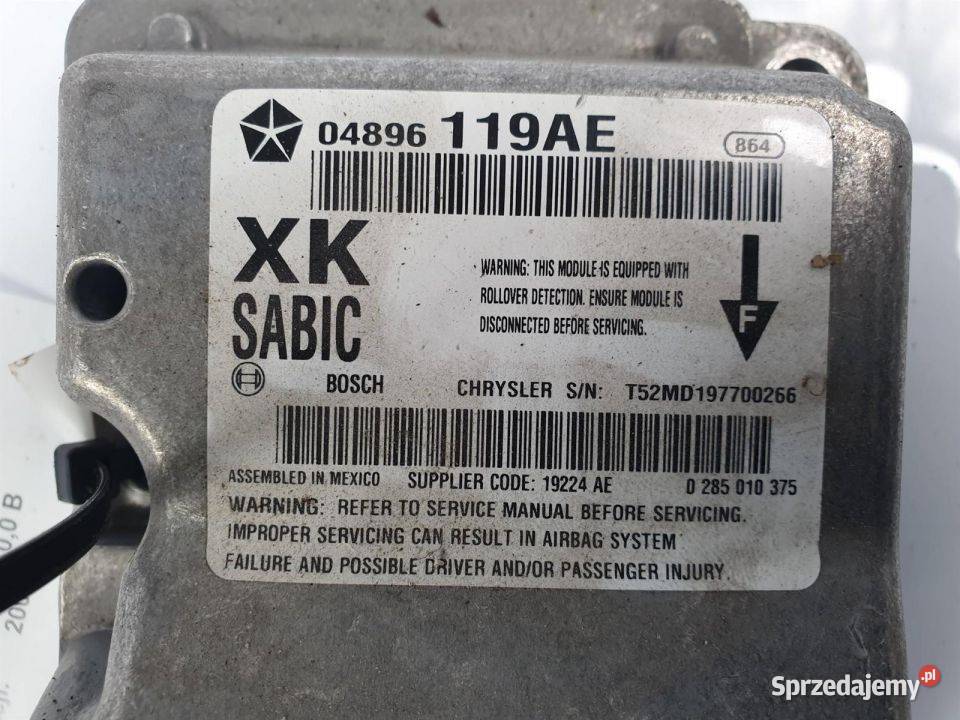 04896 119AE 864
XK
SABIC
WARNING: THIS MODULE IS EQUIPPED WITH
ROLLOVER DETECTION. ENSURE MODULE IS
DISCONNECTED BEFORE SERVICING.
F
BOSCH CHRYSLER S/N: T52MD197700266
ASSEMBLED IN MEXICO SUPPLIER CODE: 19224 AE 0 285 010 375
WARNING: REFER TO SERVICE MANUAL BEFORE SERVICING.
IMPROPER SERVICING CAN RESULT IN AIRBAG SYSTEM
FAILURE AND POSSIBLE DRIVER AND/OR PASSENGER INJURY.
Sprzedajemy.pl